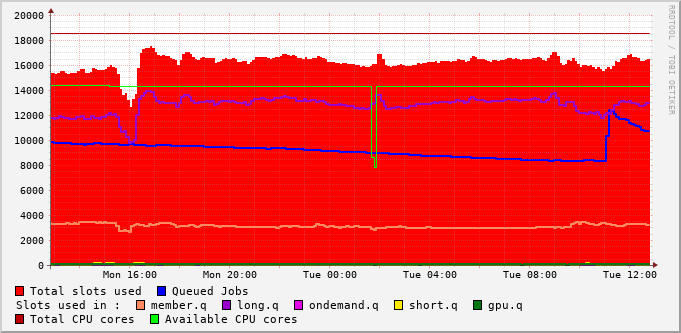 RRDTOOL / TOBI OETIKER
20000
18000
16000
14000
12000
10000
8000
6000
4000
2000
0
Mon 16:00 Mon 20:00 Tue 00:00 Tue 04:00 Tue 08:00 Tue 12:00
Total slots used Queued Jobs
Slots used in : member.q long.q ondemand.q short.q gpu.q
Total CPU cores Available CPU cores